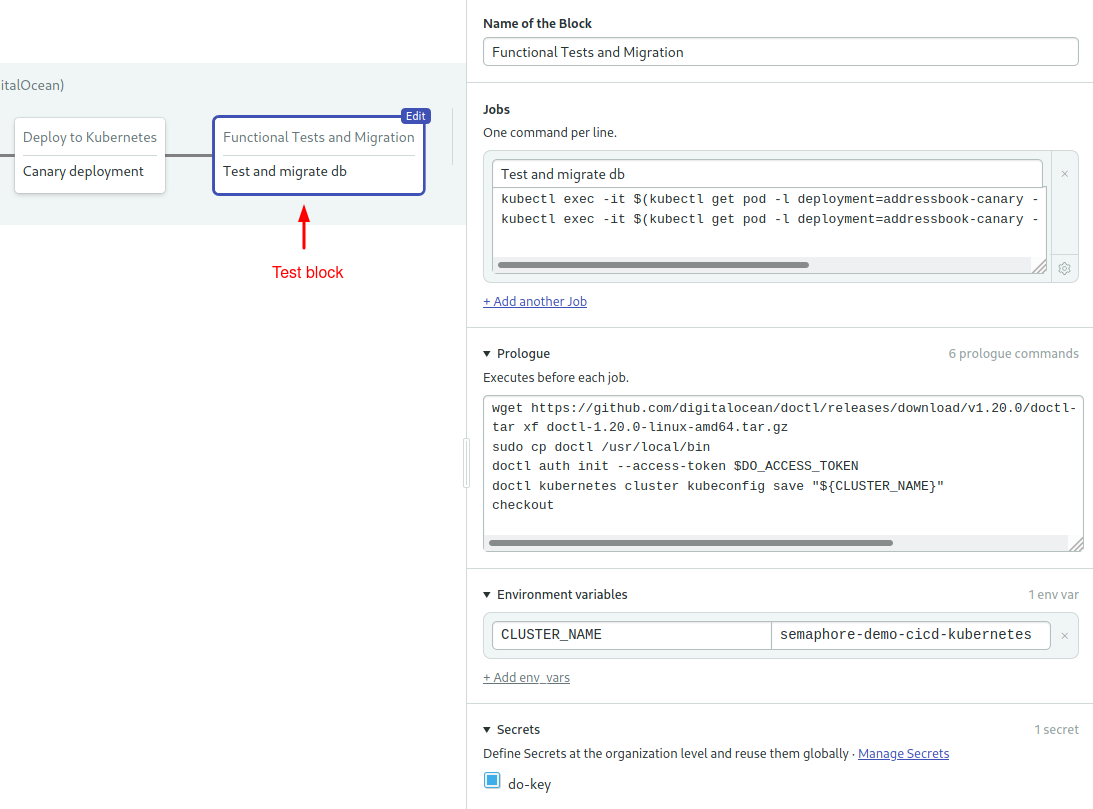 italOcean)
Deploy to Kubernetes
Canary deployment
Edit
Functional Tests and Migration
Test and migrate db
Test block
Name of the Block
Functional Tests and Migration
Jobs
One command per line.
Test and migrate db
×
kubectl exec -it $(kubectl get pod -l deployment=addressbook-canary -
kubectl exec -it $(kubectl get pod -l deployment=addressbook-canary -
+ Add another Job
▼ Prologue 6 prologue commands
Executes before each job.
wget https://github.com/digitalocean/doctl/releases/download/v1.20.0/doctl-
tar xf doctl-1.20.0-linux-amd64.tar.gz
sudo cp doctl /usr/local/bin
doctl auth init --access-token $DO_ACCESS_TOKEN
doctl kubernetes cluster kubeconfig save "${CLUSTER_NAME}"
checkout
▼ Environment variables 1 env var
CLUSTER_NAME semaphore-demo-cicd-kubernetes ×
+ Add env_vars
▼ Secrets 1 secret
Define Secrets at the organization level and reuse them globally · Manage Secrets
do-key